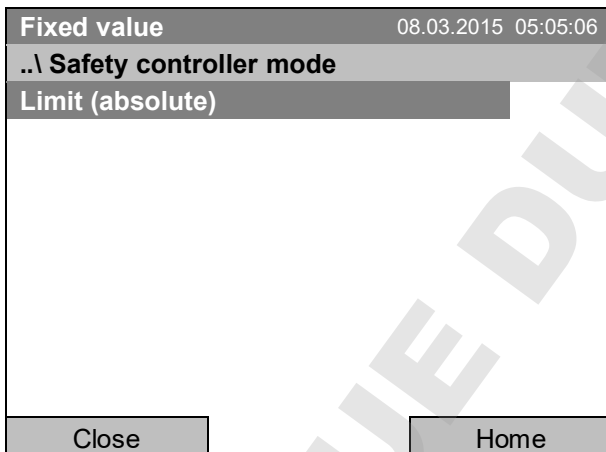 Fixed value 08.03.2015 05:05:06
..\ Safety controller mode
Limit (absolute)
Close Home